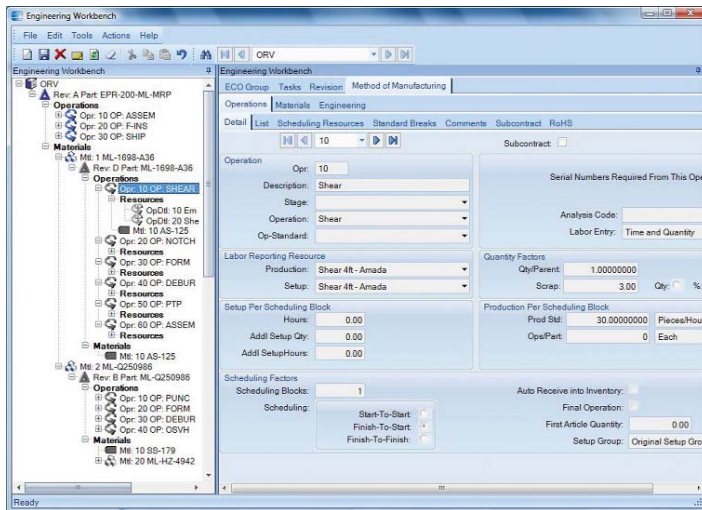 Engineering Workbench
File Edit Tools Actions Help
ORV
Engineering Workbench
ORV
Rev: A Part: EPR-200-ML-MRP
Operations
Opr: 10 OP: ASSEM
Opr: 20 OP: F-INS
Opr: 30 OP: SHIP
Materials
Mtl: 1 ML-1698-A36
Rev: D Part: ML-1698-A36
Operations
Opr: 10 OP: SHEAR
Resources
OpDtl: 10 Em
OpDtl: 20 She
Mtl: 10 AS-125
Opr: 20 OP: NOTCH
Resources
Opr: 30 OP: FORM
Resources
Opr: 40 OP: DEBUR
Resources
Opr: 50 OP: PTP
Resources
Opr: 60 OP: ASSEM
Resources
Materials
Mtl: 10 AS-125
Mtl: 2 ML-Q250986
Rev: B Part: ML-Q250986
Operations
Opr: 10 OP: PUNC
Opr: 20 OP: FORM
Opr: 30 OP: DEBUR
Opr: 40 OP: OSVH
Materials
Mtl: 10 SS-179
Mtl: 20 ML-HZ-4942
Engineering Workbench
ECO Group Tasks Revision Method of Manufacturing
Operations Materials Engineering
Detail List Scheduling Resources Standard Breaks Comments Subcontract RoHS
10 Subcontract:
Operation
Opr: 10
Description: Shear
Stage:
Operation: Shear
Op-Standard:
Serial Numbers Required From This Ope
Analysis Code:
Labor Entry: Time and Quantity
Labor Reporting Resource
Production: Shear 4ft - Amada
Setup: Shear 4ft - Amada
Quantity Factors
Qty/Parent: 1.00000000
Scrap: 3.00 Qty: %:
Setup Per Scheduling Block
Hours: 0.00
Addl Setup Qty: 0.00
Addl SetupHours: 0.00
Production Per Scheduling Block
Prod Std: 30.00000000 Pieces/Hou
Ops/Part: 0 Each
Scheduling Factors
Scheduling Blocks: 1
Scheduling:
Start-To-Start:
Finish-To-Start:
Finish-To-Finish:
Auto Receive into Inventory:
Final Operation:
First Article Quantity: 0.00
Setup Group: Original Setup Gro
Ready